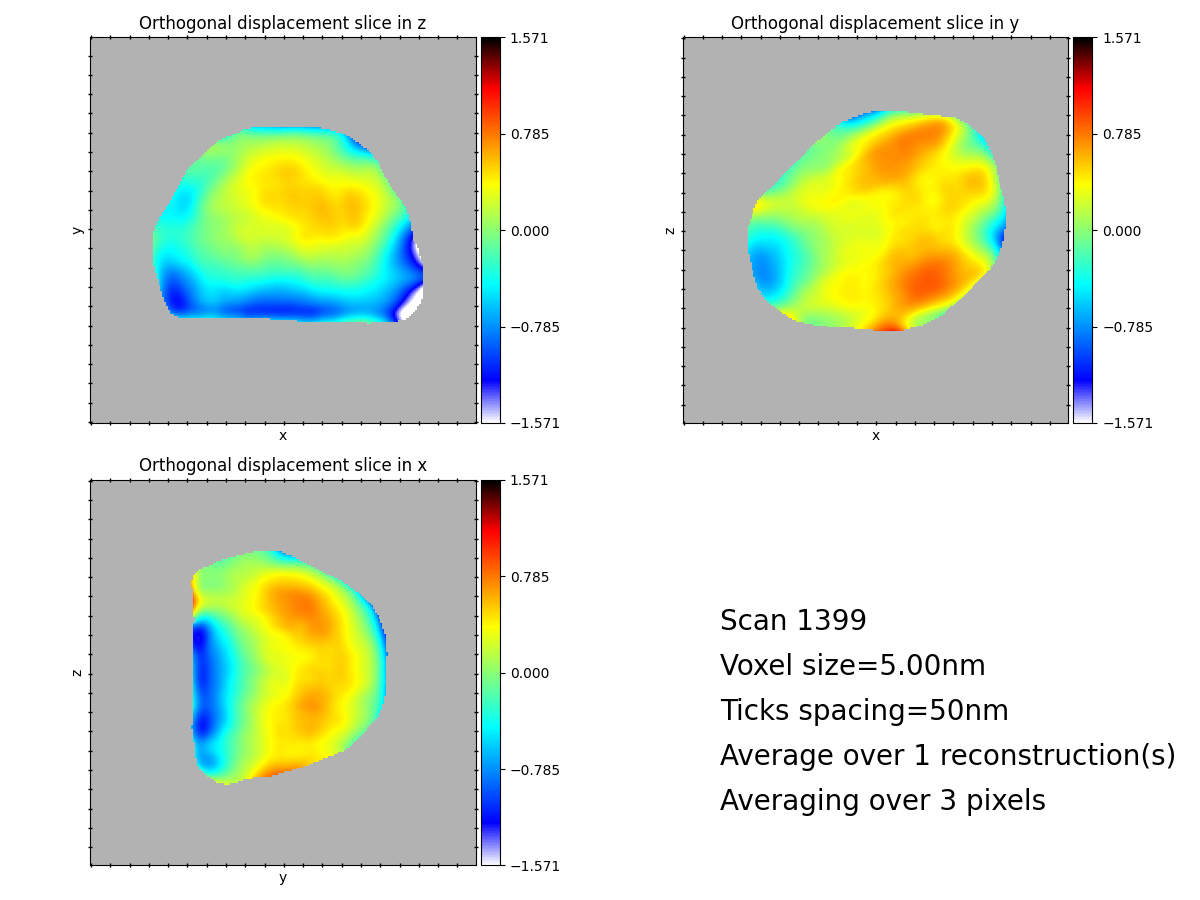 Orthogonal displacement slice in z
1.571
0.785
0.000
−0.785
−1.571
y
x
Orthogonal displacement slice in y
1.571
0.785
0.000
−0.785
−1.571
z
x
Orthogonal displacement slice in x
1.571
0.785
0.000
−0.785
−1.571
z
y
Scan 1399
Voxel size=5.00nm
Ticks spacing=50nm
Average over 1 reconstruction(s)
Averaging over 3 pixels